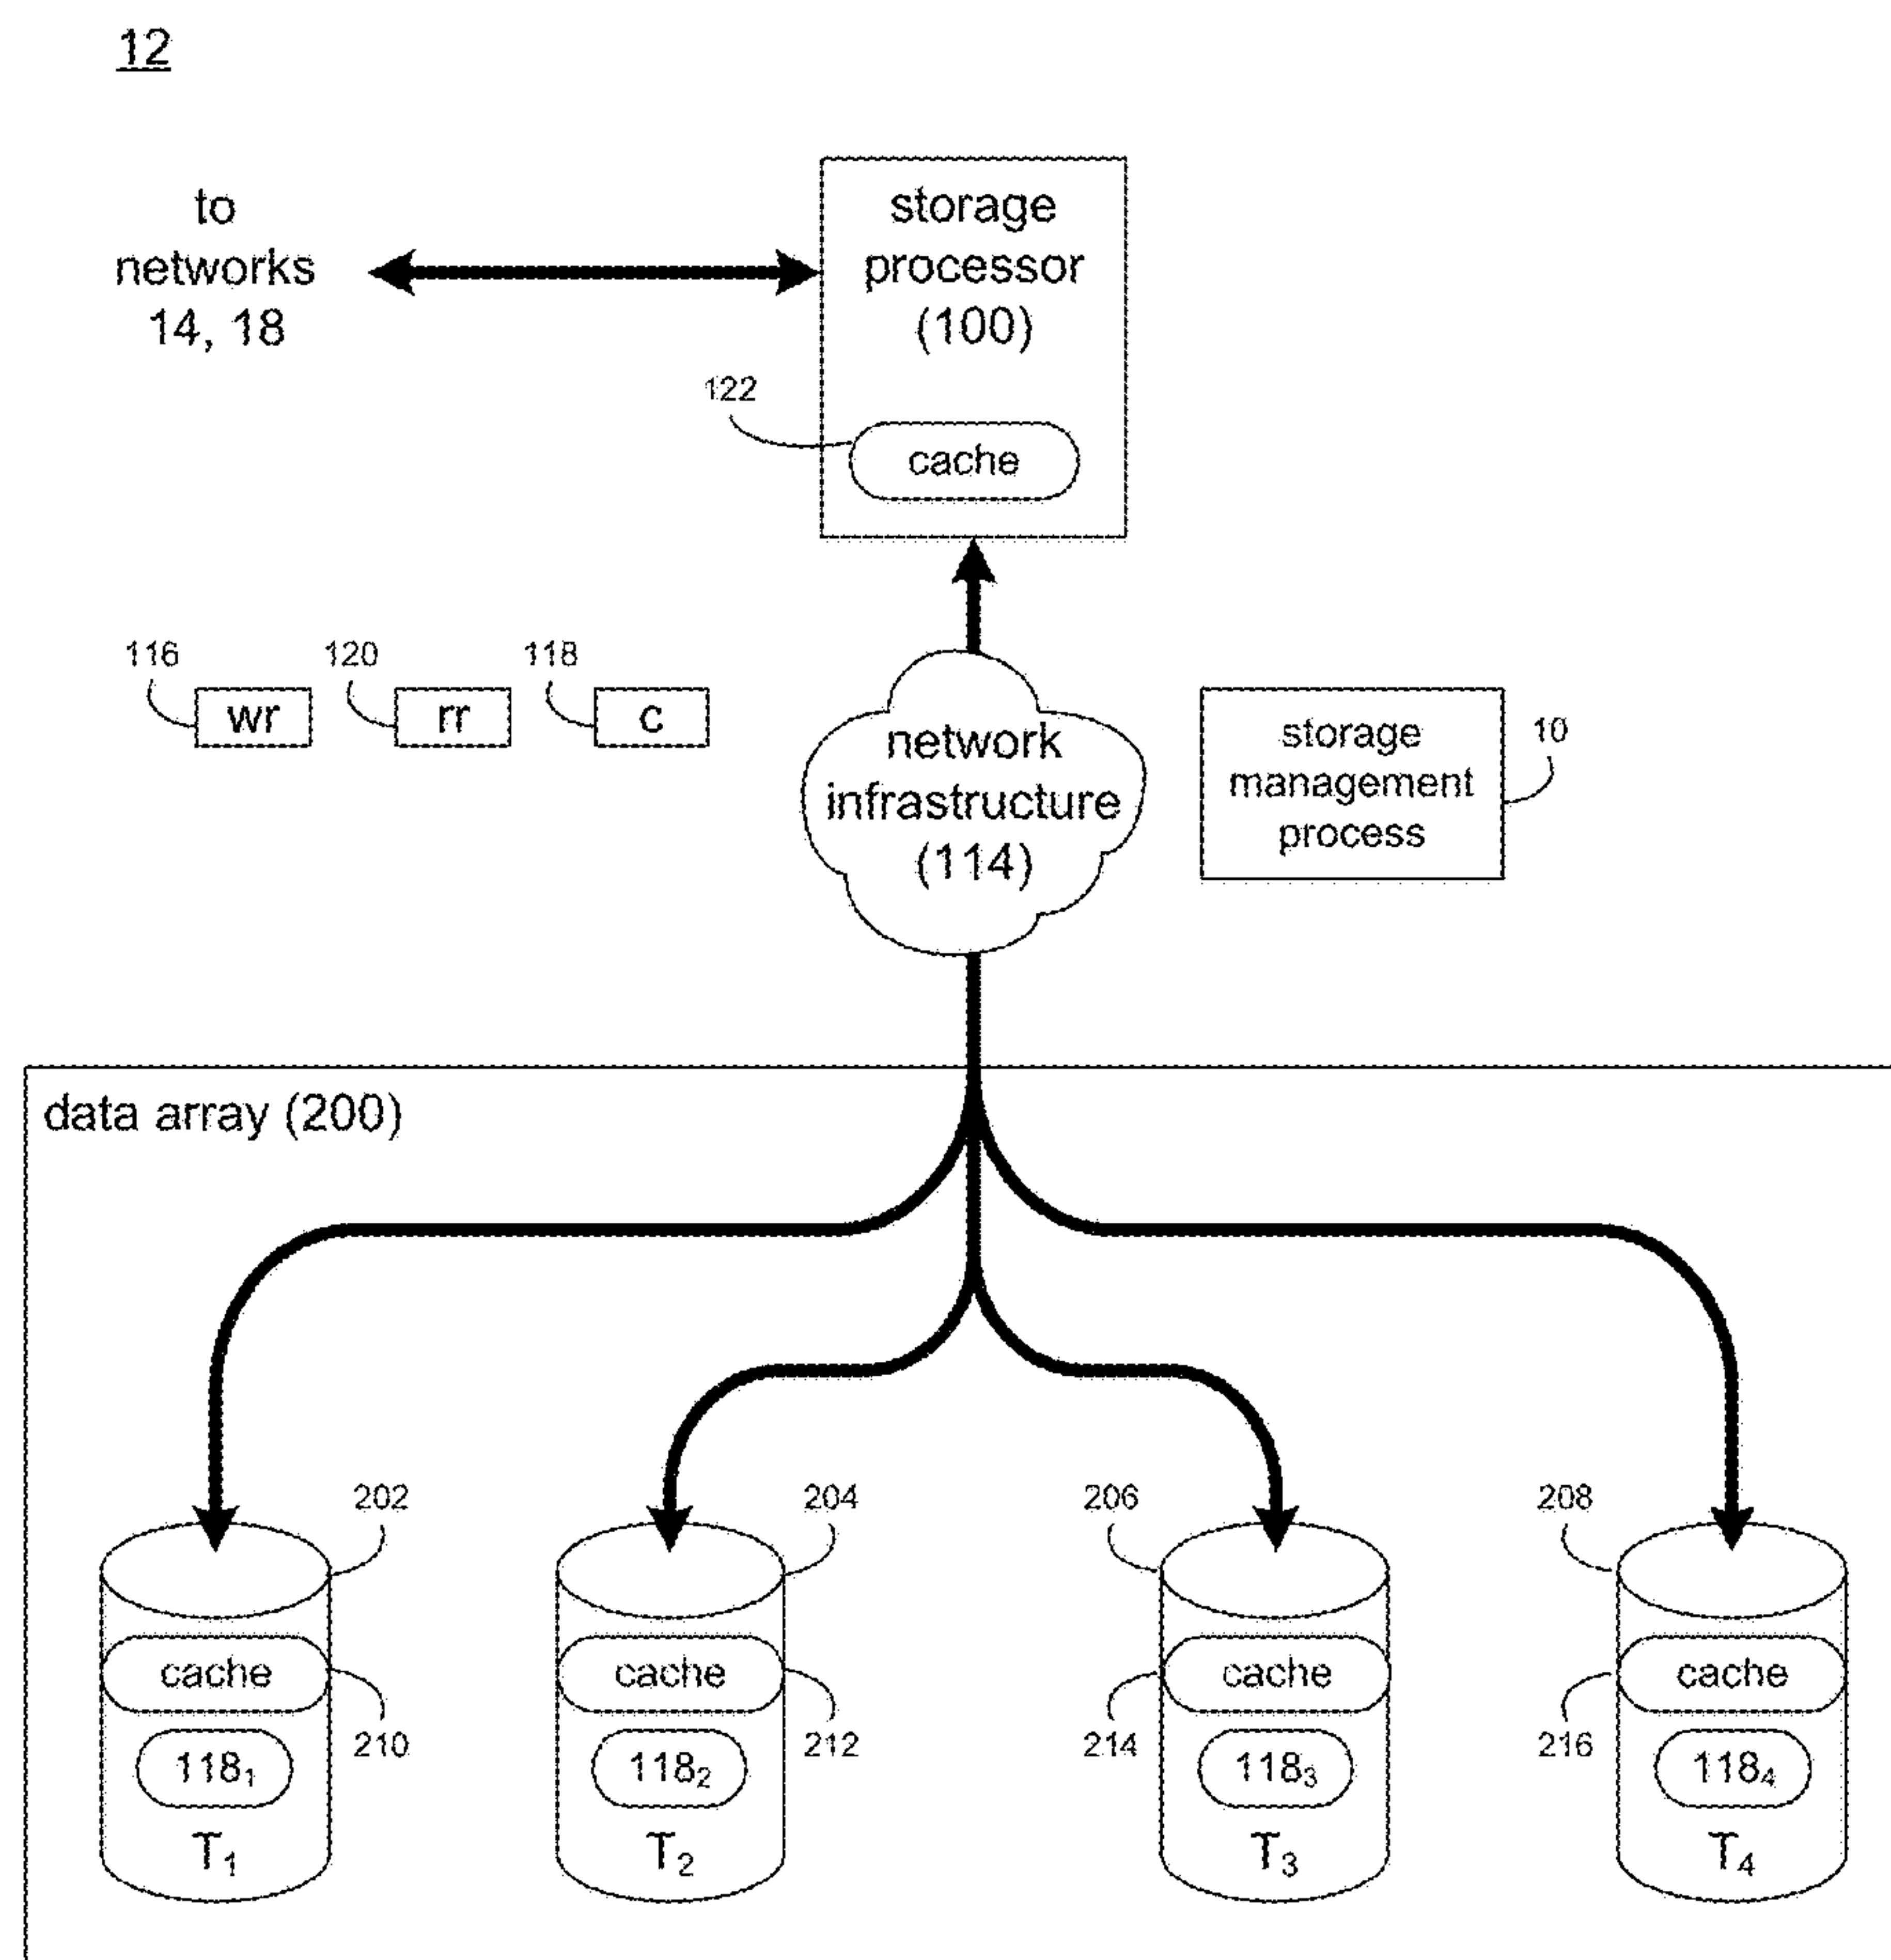 12
to
networks
14, 18
storage
processor
(100)
122
cache
116
wr
120
rr
118
c
network
infrastructure
(114)
storage
management
process
10
data array (200)
202
204
206
208
cache
cache
cache
cache
210
212
214
216
118₁
118₂
118₃
118₄
T₁
T₂
T₃
T₄